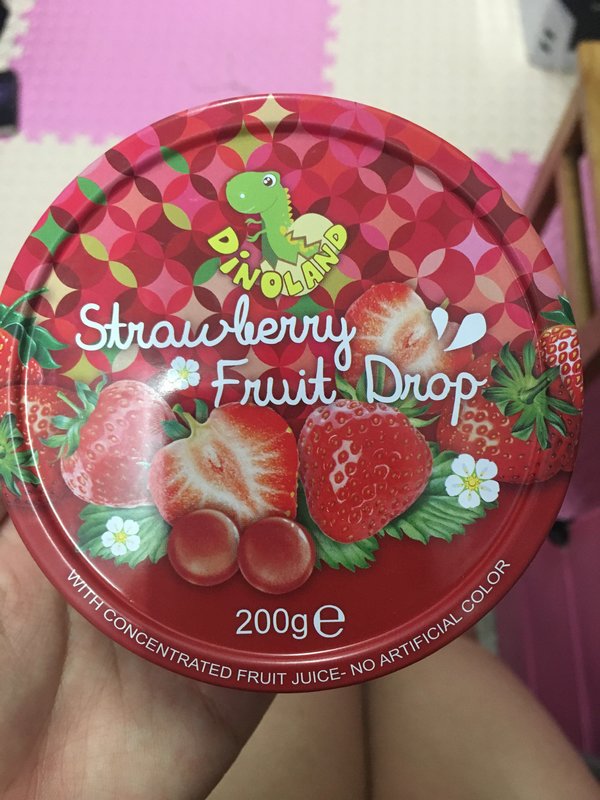 DiNOLAND
Strawberry
Fruit Drop
200g℮
WITH CONCENTRATED FRUIT JUICE- NO ARTIFICIAL COLOR